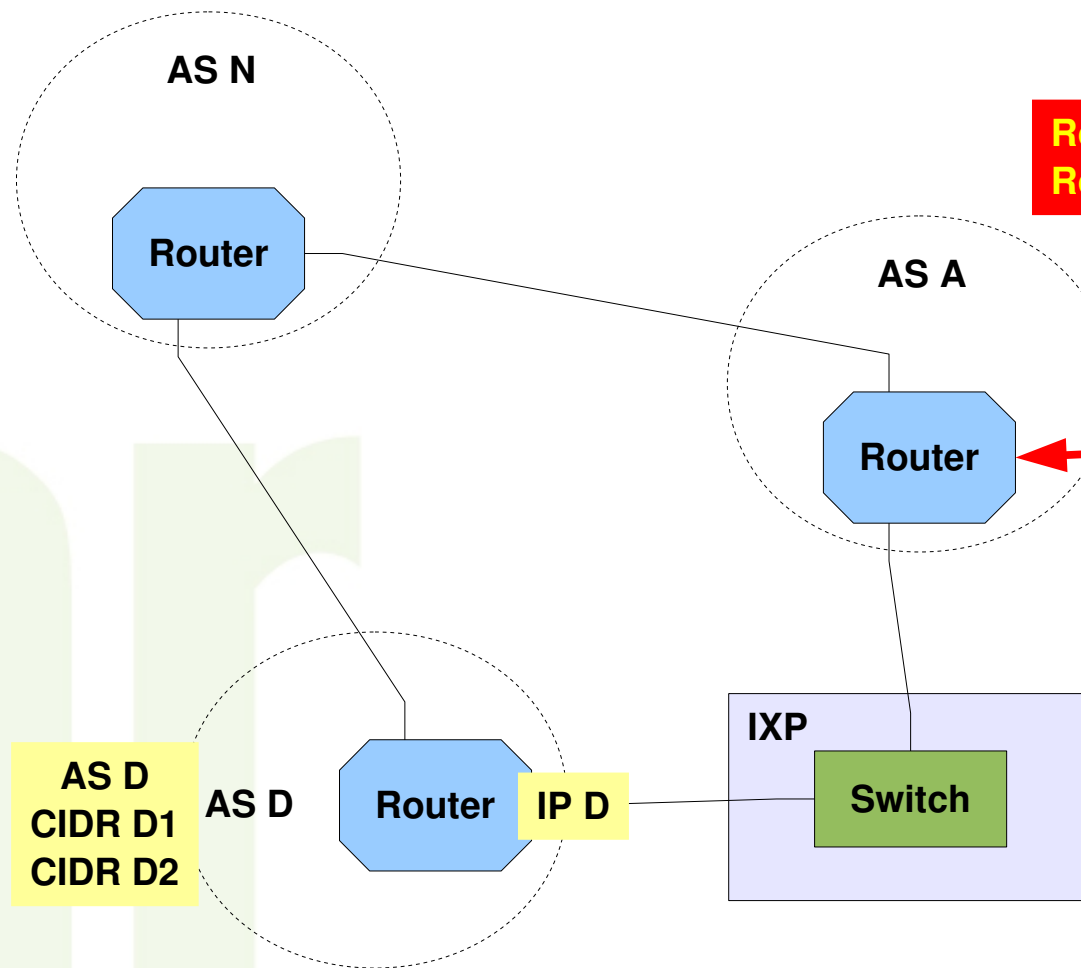 AS N
Router
AS A
Router
IXP
Switch
AS D
CIDR D1
CIDR D2
AS D
Router
IP D